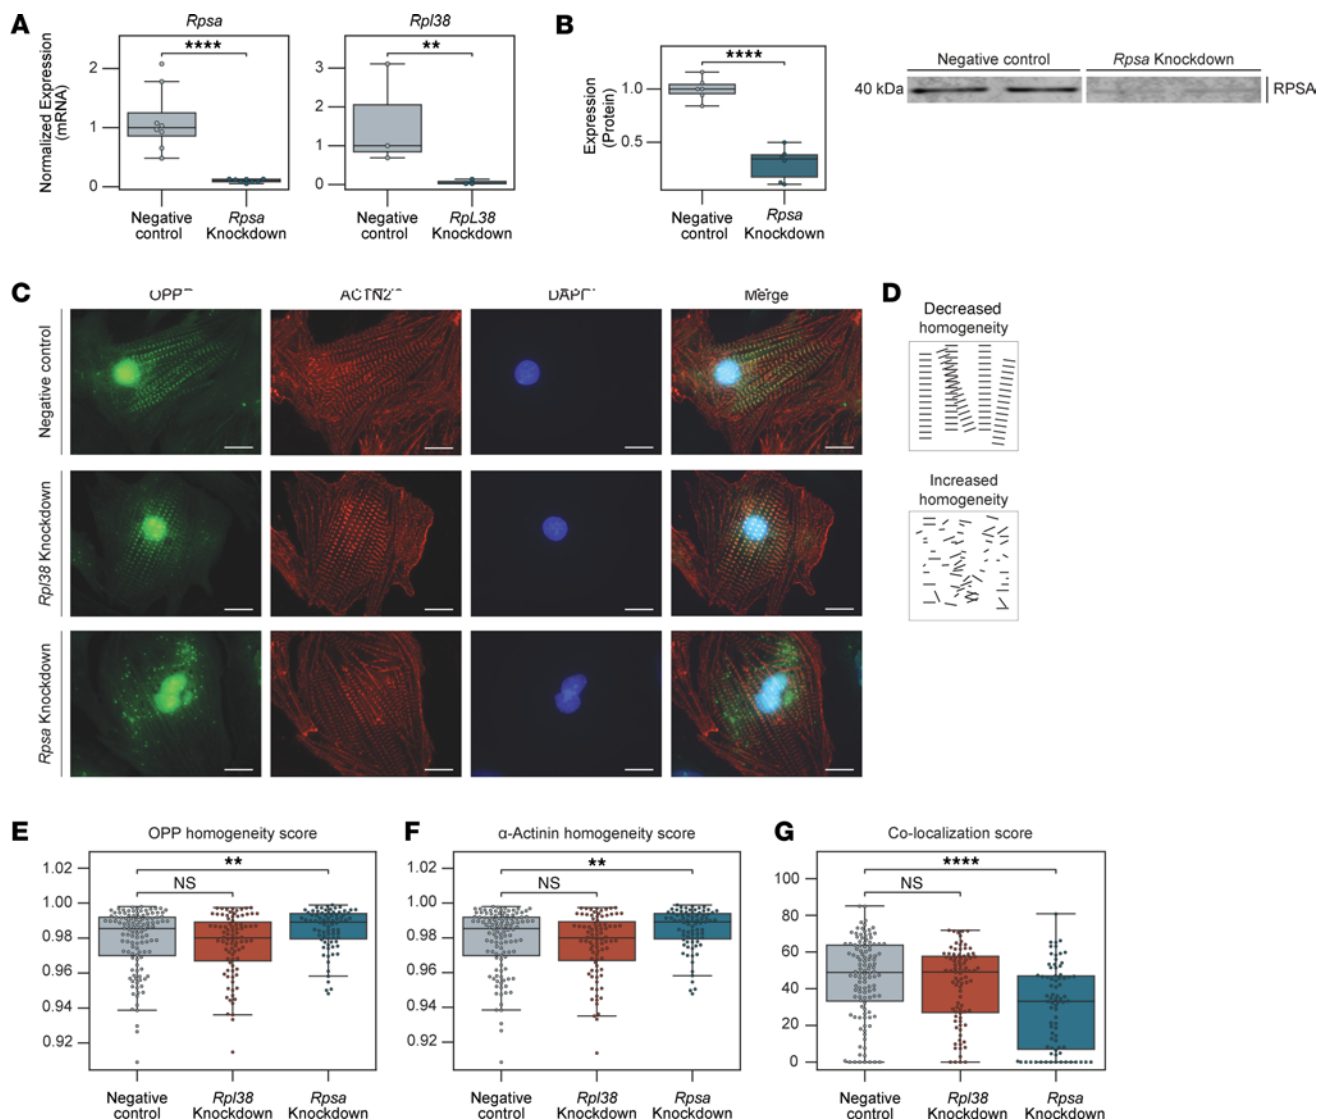 A
Rpsa
Rpl38
Normalized Expression
(mRNA)
2
1
0
****
Negative
control
Rpsa
Knockdown
3
2
1
0
**
Negative
control
RpL38
Knockdown
B
Expression
(Protein)
1.0
0.5
****
Negative
control
Rpsa
Knockdown
Negative control
Rpsa Knockdown
40 kDa
RPSA
C
OPP
ACTN2
DAPI
Merge
Negative control
Rpl38 Knockdown
Rpsa Knockdown
D
Decreased
homogeneity
Increased
homogeneity
E
OPP homogeneity score
1.02
1.00
0.98
0.96
0.94
0.92
**
NS
Negative
control
Rpl38
Knockdown
Rpsa
Knockdown
F
α-Actinin homogeneity score
1.02
1.00
0.98
0.96
0.94
0.92
**
NS
Negative
control
Rpl38
Knockdown
Rpsa
Knockdown
G
Co-localization score
100
80
60
40
20
0
****
NS
Negative
control
Rpl38
Knockdown
Rpsa
Knockdown